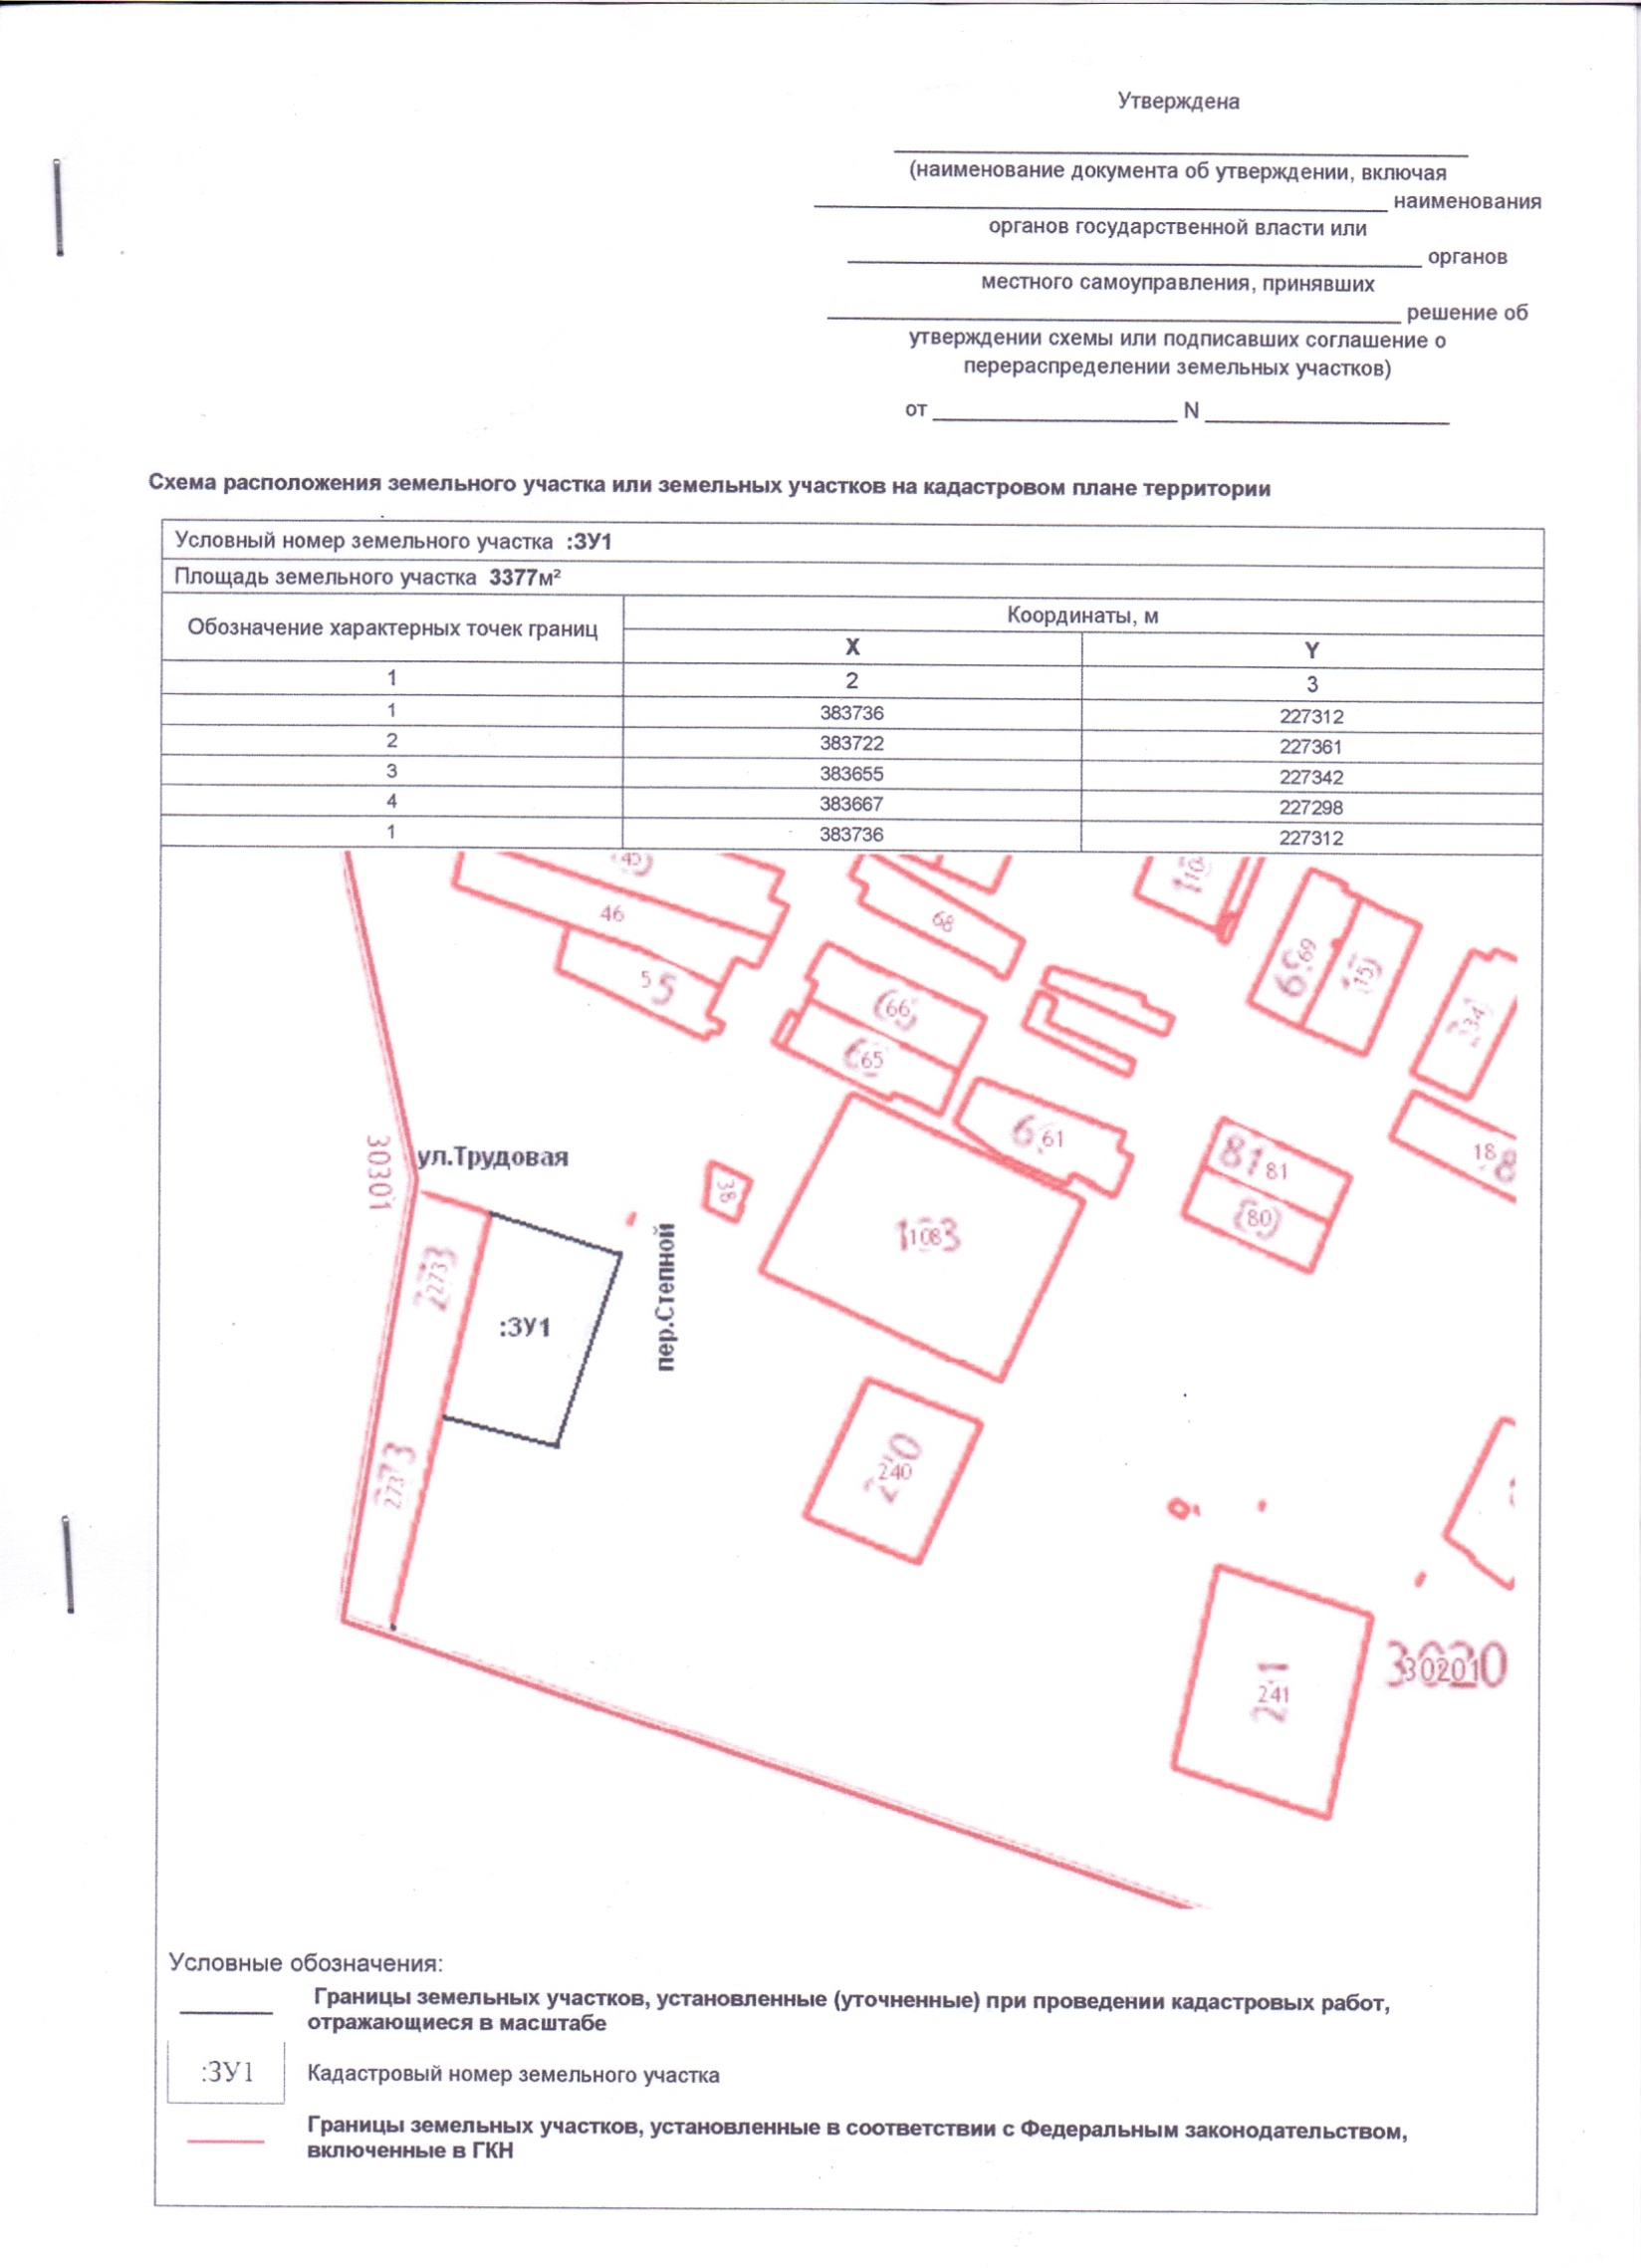 Утверждена
(наименование документа об утверждении, включая
наименования
органов государственной власти или
органов
местного самоуправления, принявших
решение об
утверждении схемы или подписавших соглашение о
перераспределении земельных участков)
от N
Схема расположения земельного участка или земельных участков на кадастровом плане территории
Условный номер земельного участка :ЗУ1
Площадь земельного участка 3377м²
Обозначение характерных точек границ
Координаты, м
X Y
1 2 3
1 383736 227312
2 383722 227361
3 383655 227342
4 383667 227298
1 383736 227312
46
68
5
69
66
65
61
81
80
18
38
30301
ул.Трудовая
пер.Степной
:ЗУ1
273
273
240
241
Условные обозначения:
Границы земельных участков, установленные (уточненные) при проведении кадастровых работ,
отражающиеся в масштабе
:ЗУ1 Кадастровый номер земельного участка
Границы земельных участков, установленные в соответствии с Федеральным законодательством,
включенные в ГКН